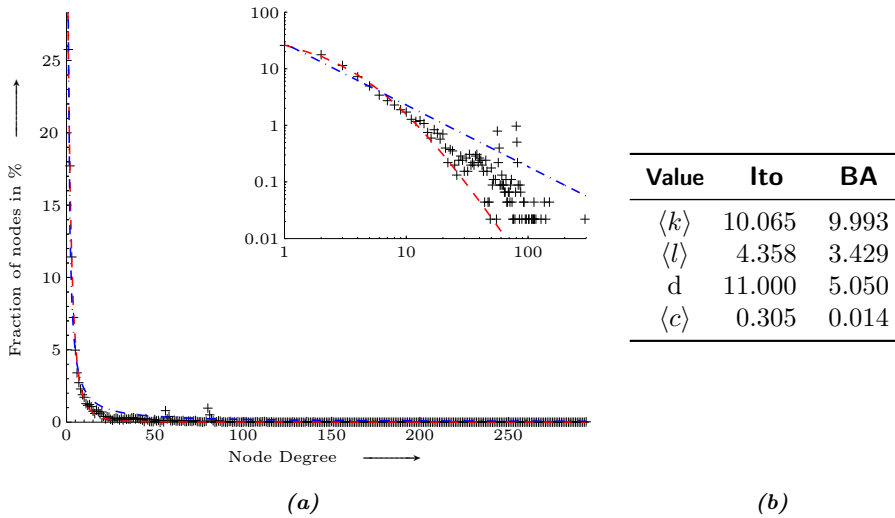 100
10
1
0.1
0.01
1
10
100
25
20
15
10
5
0
0
50
100
150
200
250
Fraction of nodes in %
Node Degree
(a)
Value Ito BA
⟨k⟩ 10.065 9.993
⟨l⟩ 4.358 3.429
d 11.000 5.050
⟨c⟩ 0.305 0.014
(b)